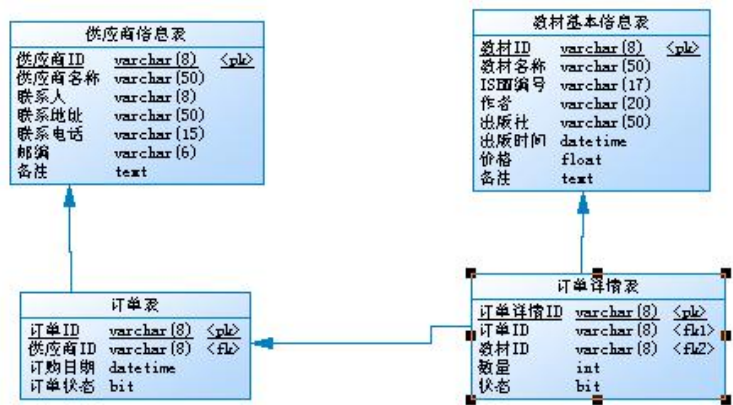 供应商信息表
供应商ID varchar(8) <pk>
供应商名称 varchar(50)
联系人 varchar(8)
联系地址 varchar(50)
联系电话 varchar(15)
邮编 varchar(6)
备注 text
教材基本信息表
教材ID varchar(8) <pk>
教材名称 varchar(50)
ISBN编号 varchar(17)
作者 varchar(20)
出版社 varchar(50)
出版时间 datetime
价格 float
备注 text
订单表
订单ID varchar(8) <pk>
供应商ID varchar(8) <fk>
订购日期 datetime
订单状态 bit
订单详情表
订单详情ID varchar(8) <pk>
订单ID varchar(8) <fk1>
教材ID varchar(8) <fk2>
数量 int
状态 bit